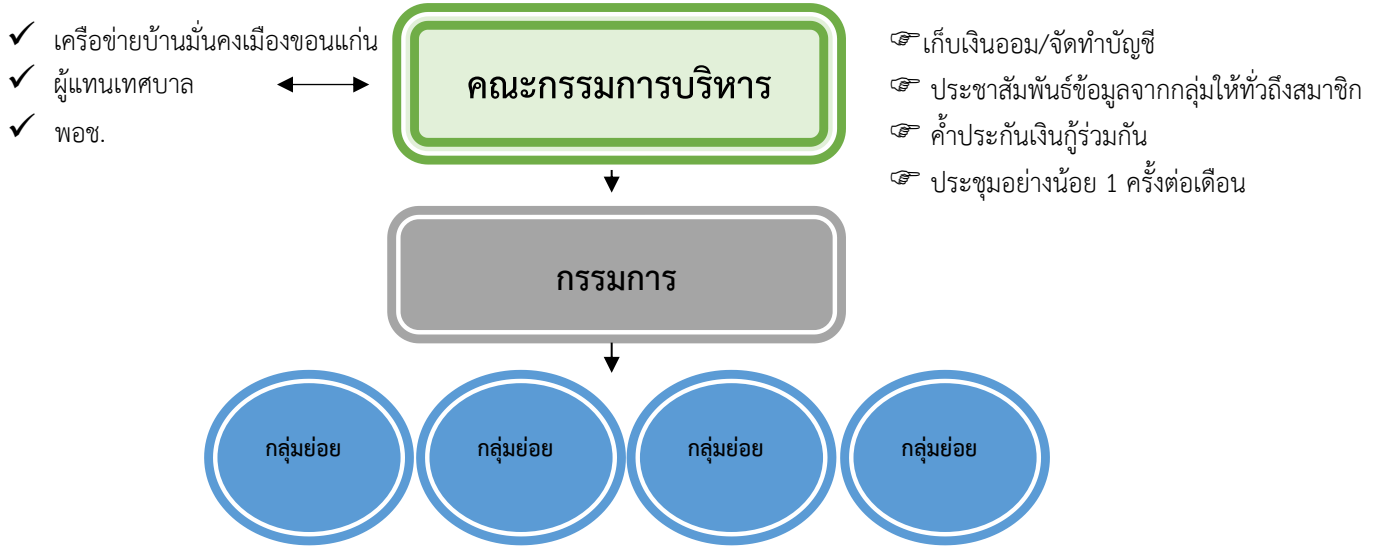 ✓ เครือข่ายบ้านมั่นคงเมืองขอนแก่น
✓ ผู้แทนเทศบาล
✓ พอช.
คณะกรรมการบริหาร
☞เก็บเงินออม/จัดทำบัญชี
☞ ประชาสัมพันธ์ข้อมูลจากกลุ่มให้ทั่วถึงสมาชิก
☞ ค้ำประกันเงินกู้ร่วมกัน
☞ ประชุมอย่างน้อย 1 ครั้งต่อเดือน
กรรมการ
กลุ่มย่อย
กลุ่มย่อย
กลุ่มย่อย
กลุ่มย่อย